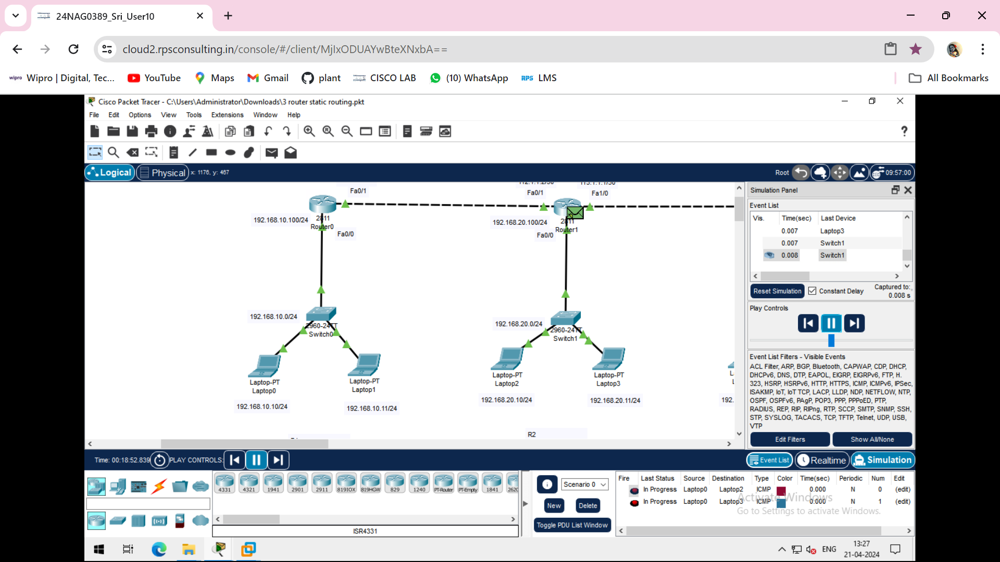 24NAG0389_Sri_User10
cloud2.rpsconsulting.in/console/#/client/MjIxODUAYwBteXNxbA==
wipro Wipro | Digital, Tec... YouTube Maps Gmail plant CISCO LAB (10) WhatsApp RPS LMS All Bookmarks
Cisco Packet Tracer - C:\Users\Administrator\Downloads\3 router static routing.pkt
File Edit Options View Tools Extensions Window Help
Logical Physical x: 1176, y: 467 Root 09:57:00
Fa0/1
Fa0/1 Fa1/0
192.168.10.100/24 2811
Router0
Fa0/0
192.168.20.100/24 2811
Router1
Fa0/0
192.168.10.0/24
2960-24TT
Switch0
192.168.20.0/24
2960-24TT
Switch1
Laptop-PT
Laptop0
Laptop-PT
Laptop1
Laptop-PT
Laptop2
Laptop-PT
Laptop3
192.168.10.10/24
192.168.10.11/24
192.168.20.10/24
192.168.20.11/24
192.
R2
Simulation Panel
Event List
Vis. Time(sec) Last Device
0.007 Laptop3
0.007 Switch1
0.008 Switch1
Reset Simulation Constant Delay Captured to:
0.008 s
Play Controls
Event List Filters - Visible Events
ACL Filter, ARP, BGP, Bluetooth, CAPWAP, CDP, DHCP,
DHCPv6, DNS, DTP, EAPOL, EIGRP, EIGRPv6, FTP, H.
323, HSRP, HSRPv6, HTTP, HTTPS, ICMP, ICMPv6, IPSec,
ISAKMP, IoT, IoT TCP, LACP, LLDP, NDP, NETFLOW, NTP,
OSPF, OSPFv6, PAgP, POP3, PPP, PPPoED, PTP,
RADIUS, REP, RIP, RIPng, RTP, SCCP, SMTP, SNMP, SSH,
STP, SYSLOG, TACACS, TCP, TFTP, Telnet, UDP, USB,
VTP
Edit Filters Show All/None
Time: 00:18:52.839 PLAY CONTROLS: Event List Realtime Simulation
4331 4321 1941 2901 2911 819IOX 819HGW 829 1240 PT-Router PT-Empty 1841 2620
ISR4331
Scenario 0
New Delete
Toggle PDU List Window
Fire Last Status Source Destination Type Color Time(sec) Periodic Num Edit
In Progress Laptop0 Laptop2 ICMP 0.000 N 0 (edit)
In Progress Laptop0 Laptop3 ICMP 0.000 N 1 (edit)
Activate Windows
Go to Settings to activate Windows.
ENG 13:27
21-04-2024